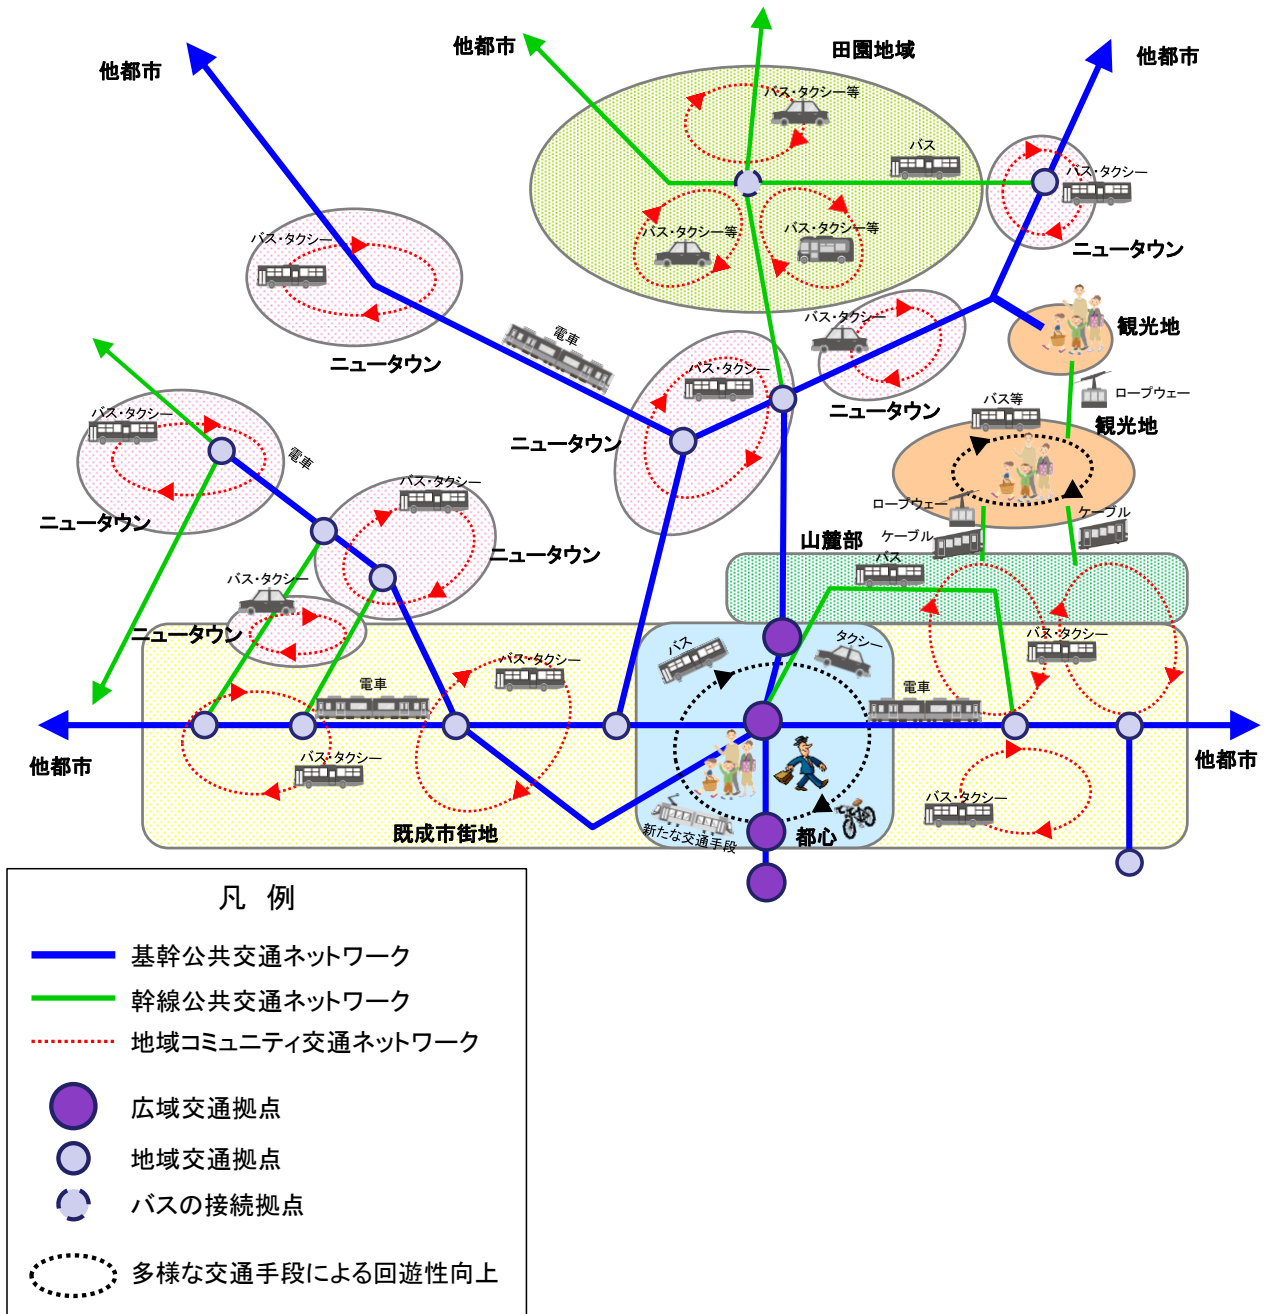 他都市
他都市
田園地域
他都市
バス・タクシー等
バス
バス・タクシー
バス・タクシー
バス・タクシー等
バス・タクシー等
ニュータウン
ニュータウン
電車
バス・タクシー
観光地
ロープウェー
バス・タクシー
バス等
観光地
ニュータウン
ニュータウン
バス・タクシー
電車
ニュータウン
バス・タクシー
ニュータウン
ロープウェー
ケーブル
ケーブル
山麓部
バス
バス・タクシー
ニュータウン
バス
タクシー
バス・タクシー
バス・タクシー
電車
電車
他都市
バス・タクシー
他都市
バス・タクシー
新たな交通手段
都心
既成市街地
凡 例
基幹公共交通ネットワーク
幹線公共交通ネットワーク
地域コミュニティ交通ネットワーク
広域交通拠点
地域交通拠点
バスの接続拠点
多様な交通手段による回遊性向上